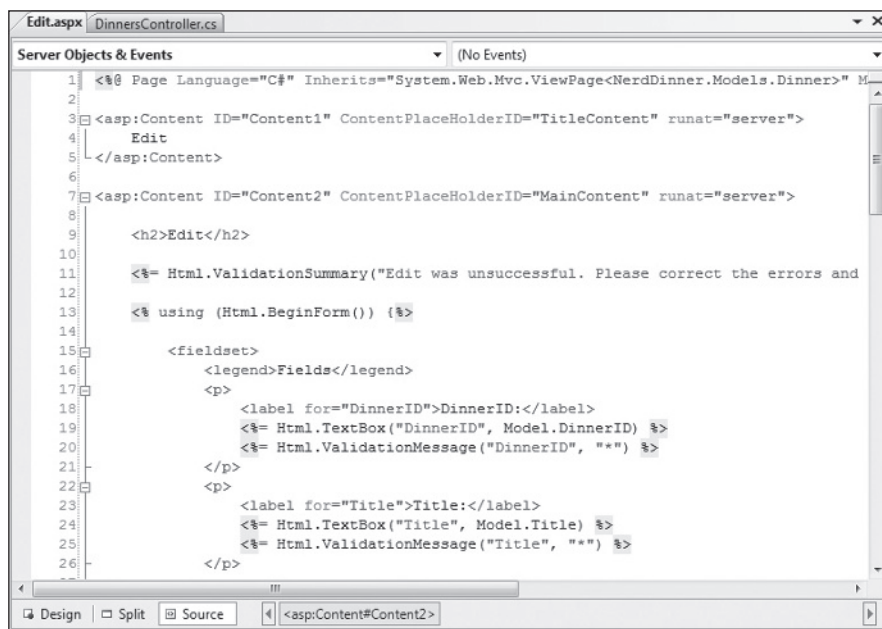 Edit.aspx DinnersController.cs
Server Objects & Events (No Events)
1 <%@ Page Language="C#" Inherits="System.Web.Mvc.ViewPage<NerdDinner.Models.Dinner>" M
2
3 <asp:Content ID="Content1" ContentPlaceHolderID="TitleContent" runat="server">
4 Edit
5 </asp:Content>
6
7 <asp:Content ID="Content2" ContentPlaceHolderID="MainContent" runat="server">
8
9 <h2>Edit</h2>
10
11 <%= Html.ValidationSummary("Edit was unsuccessful. Please correct the errors and
12
13 <% using (Html.BeginForm()) {%>
14
15 <fieldset>
16 <legend>Fields</legend>
17 <p>
18 <label for="DinnerID">DinnerID:</label>
19 <%= Html.TextBox("DinnerID", Model.DinnerID) %>
20 <%= Html.ValidationMessage("DinnerID", "*") %>
21 </p>
22 <p>
23 <label for="Title">Title:</label>
24 <%= Html.TextBox("Title", Model.Title) %>
25 <%= Html.ValidationMessage("Title", "*") %>
26 </p>
Design Split Source <asp:Content#Content2>